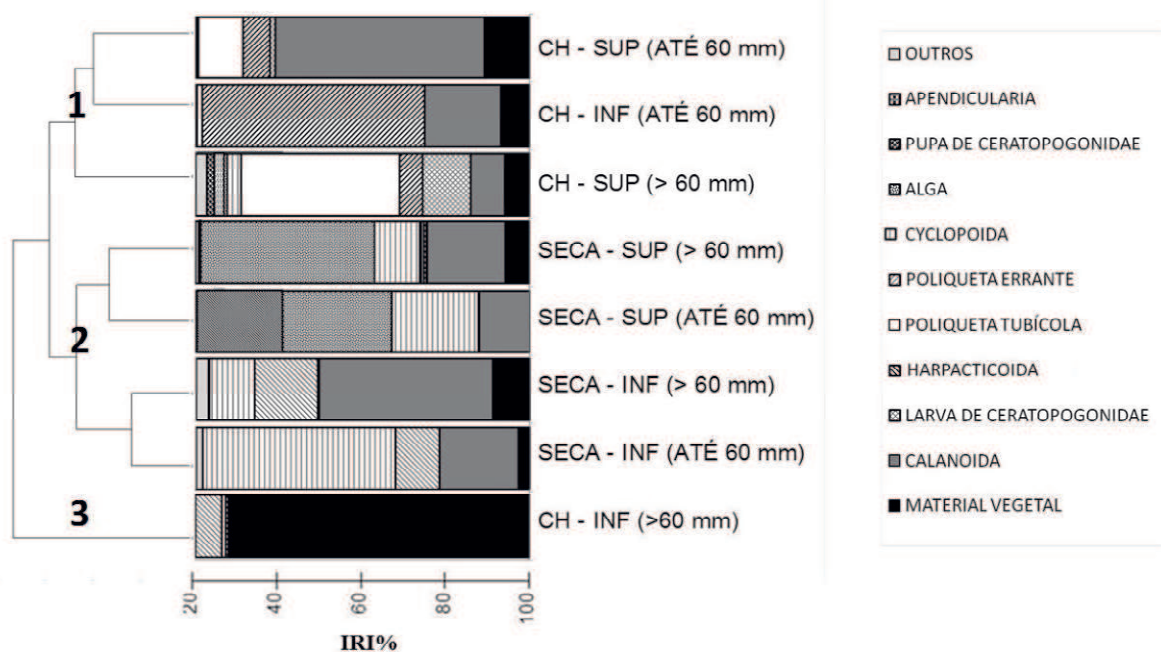 CH - SUP (ATÉ 60 mm)
1
CH - INF (ATÉ 60 mm)
CH - SUP (> 60 mm)
SECA - SUP (> 60 mm)
2
SECA - SUP (ATÉ 60 mm)
SECA - INF (> 60 mm)
SECA - INF (ATÉ 60 mm)
3
CH - INF (>60 mm)
20 40 60 80 100
IRI%
OUTROS
APENDICULARIA
PUPA DE CERATOPOGONIDAE
ALGA
CYCLOPOIDA
POLIQUETA ERRANTE
POLIQUETA TUBÍCOLA
HARPACTICOIDA
LARVA DE CERATOPOGONIDAE
CALANOIDA
MATERIAL VEGETAL